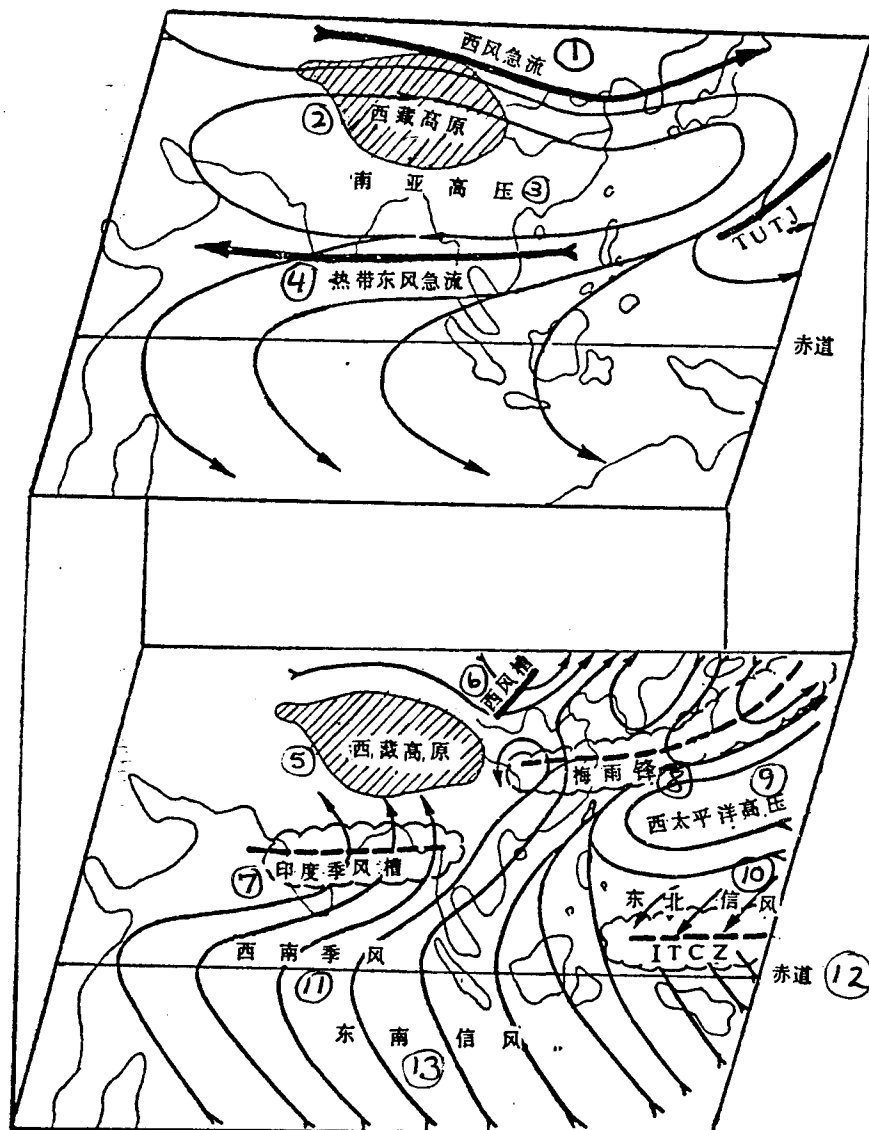 西风急流 ①
② 西藏高原
南亚高压 ③
TUTJ
④ 热带东风急流
赤道
⑥ 西风槽
⑤ 西藏高原
梅雨锋 ⑧
⑨
西太平洋高压
⑦ 印度季风槽
⑩
东北信风
ITCZ
西南季风
⑪
赤道 ⑫
东南信风
⑬